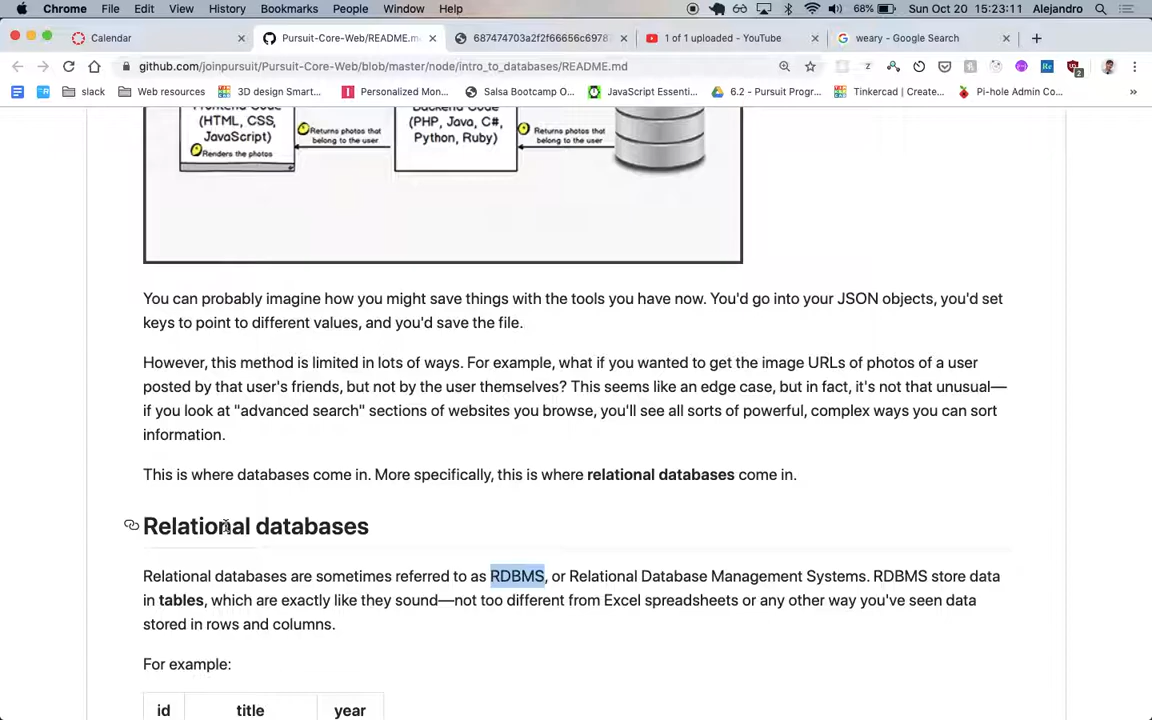 Chrome File Edit View History Bookmarks People Window Help 68% Sun Oct 20 15:23:11 Alejandro
Calendar Pursuit-Core-Web/README.m 687474703a2f2f66656c6978 1 of 1 uploaded - YouTube weary - Google Search
github.com/joinpursuit/Pursuit-Core-Web/blob/master/node/intro_to_databases/README.md
slack Web resources 3D design Smart... Personalized Mon... Salsa Bootcamp O... JavaScript Essenti... 6.2 - Pursuit Progr... Tinkercad | Create... Pi-hole Admin Co...
(HTML, CSS,
JavaScript)
Renders the photos
Returns photos that
belong to the user
(PHP, Java, C#,
Python, Ruby)
Returns photos that
belong to the user
You can probably imagine how you might save things with the tools you have now. You'd go into your JSON objects, you'd set
keys to point to different values, and you'd save the file.
However, this method is limited in lots of ways. For example, what if you wanted to get the image URLs of photos of a user
posted by that user's friends, but not by the user themselves? This seems like an edge case, but in fact, it's not that unusual—
if you look at "advanced search" sections of websites you browse, you'll see all sorts of powerful, complex ways you can sort
information.
This is where databases come in. More specifically, this is where relational databases come in.
Relational databases
Relational databases are sometimes referred to as RDBMS, or Relational Database Management Systems. RDBMS store data
in tables, which are exactly like they sound—not too different from Excel spreadsheets or any other way you've seen data
stored in rows and columns.
For example:
id title year